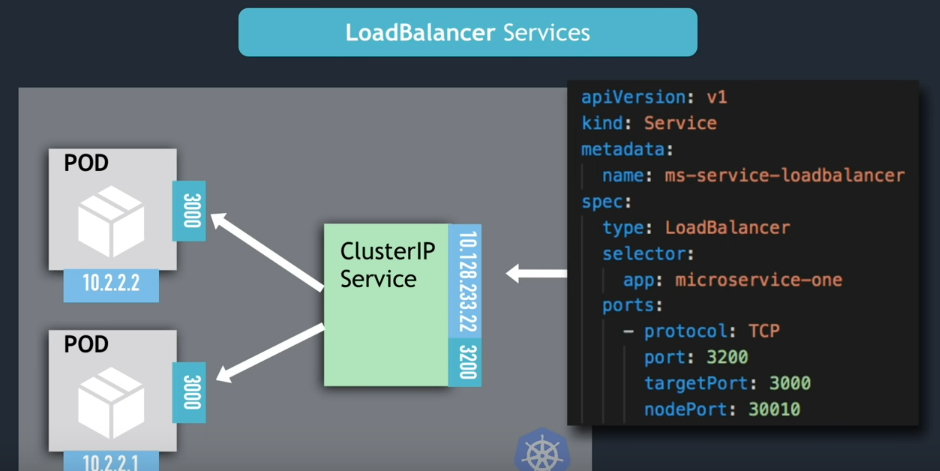 LoadBalancer Services
POD
3000
10.2.2.2
POD
3000
10.2.2.1
ClusterIP
Service
10.128.233.22
3200
apiVersion: v1
kind: Service
metadata:
name: ms-service-loadbalancer
spec:
type: LoadBalancer
selector:
app: microservice-one
ports:
- protocol: TCP
port: 3200
targetPort: 3000
nodePort: 30010